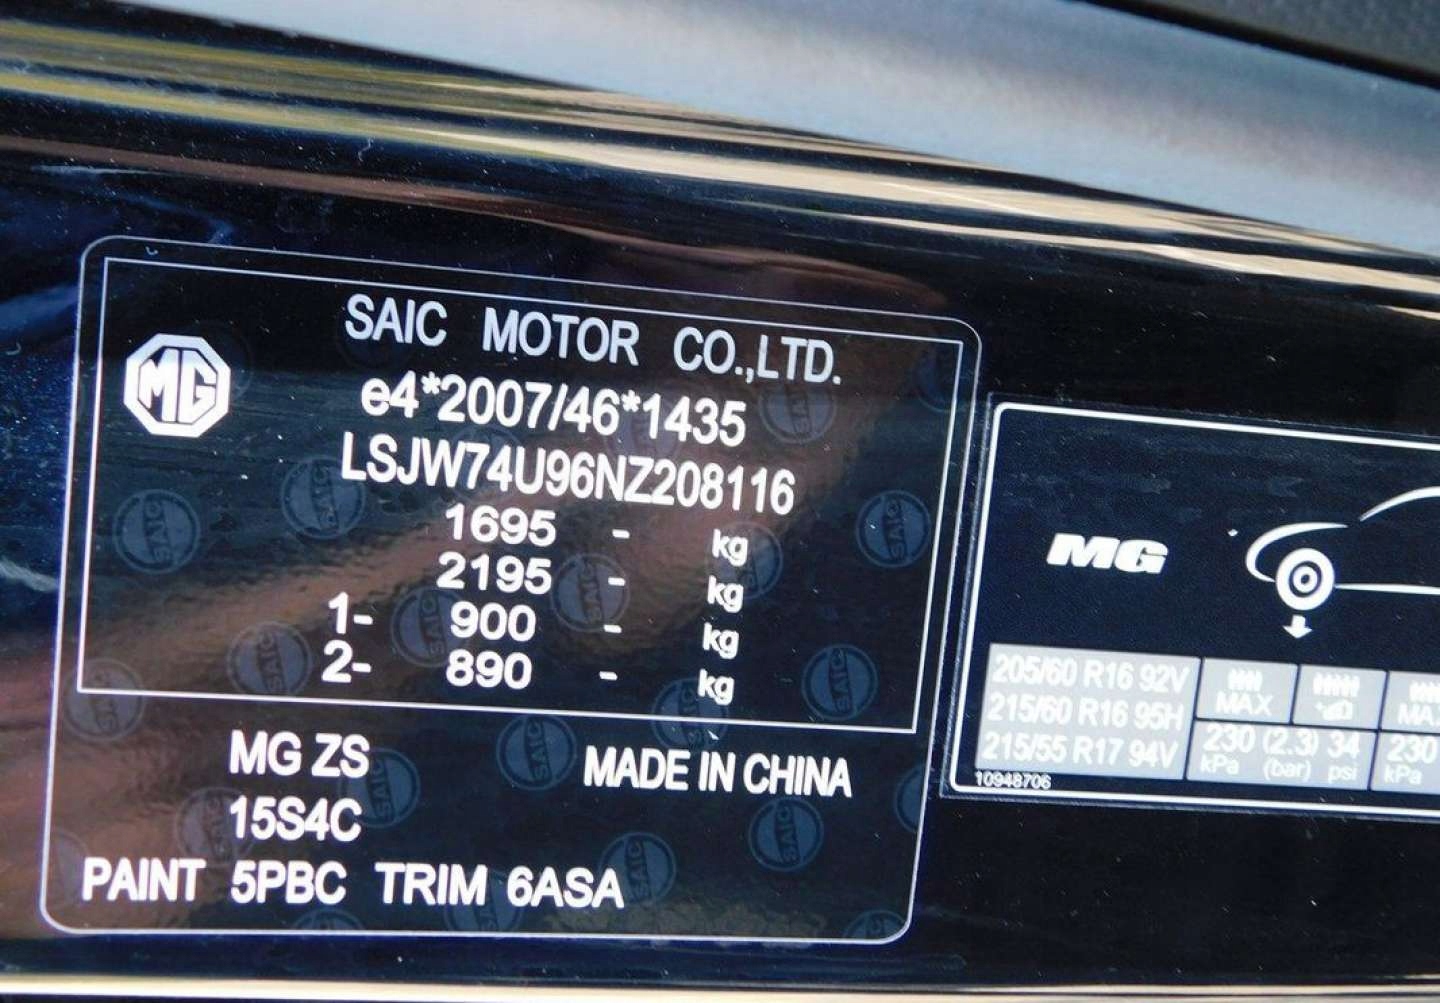 SAIC MOTOR CO.,LTD.
MG
e4*2007/46*1435
LSJW74U96NZ208116
1695 - kg
2195 - kg
1- 900 - kg
2- 890 - kg
MG ZS
MADE IN CHINA
15S4C
PAINT 5PBC TRIM 6ASA
MG
205/60 R16 92V
215/60 R16 95H
215/55 R17 94V
MAX
230 (2.3) 34
kPa (bar) psi
230
kPa
10948706
SAIC